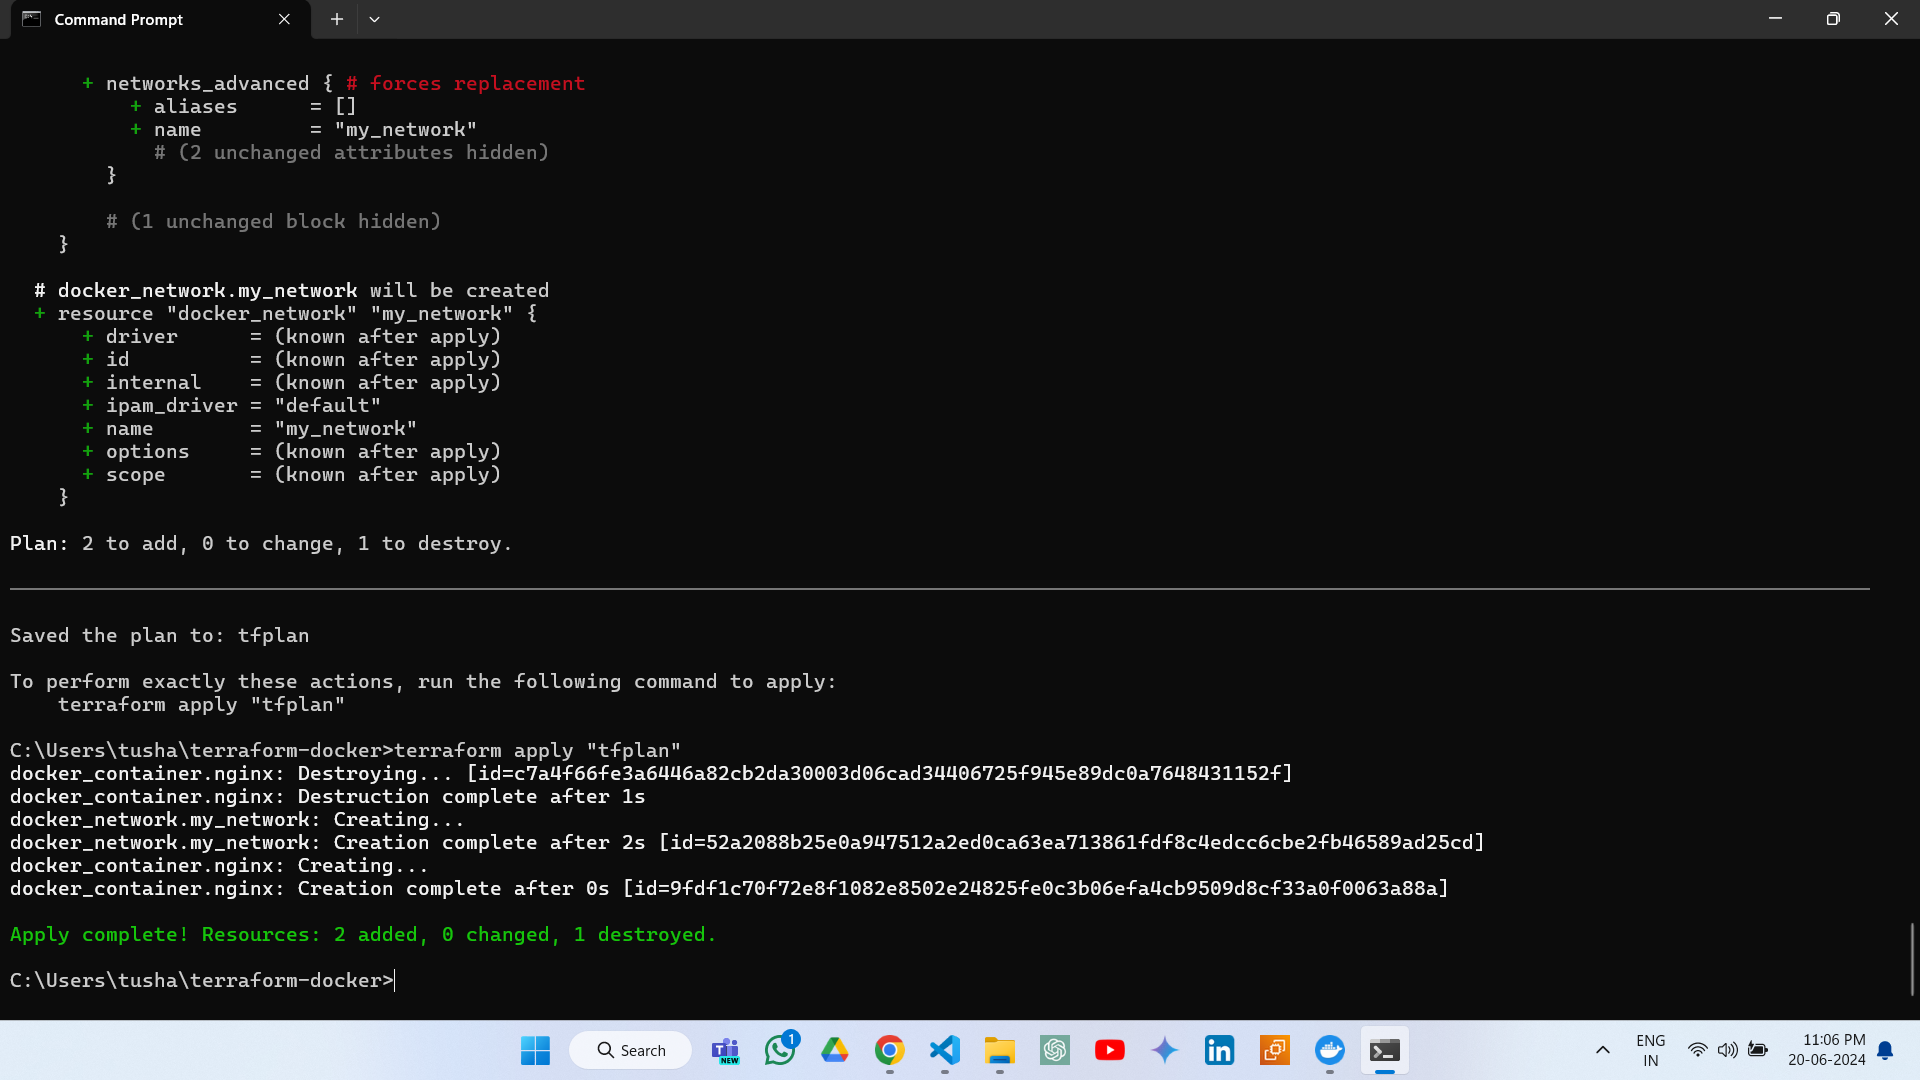 Command Prompt
+ networks_advanced { # forces replacement
+ aliases = []
+ name = "my_network"
# (2 unchanged attributes hidden)
}
# (1 unchanged block hidden)
}
# docker_network.my_network will be created
+ resource "docker_network" "my_network" {
+ driver = (known after apply)
+ id = (known after apply)
+ internal = (known after apply)
+ ipam_driver = "default"
+ name = "my_network"
+ options = (known after apply)
+ scope = (known after apply)
}
Plan: 2 to add, 0 to change, 1 to destroy.
Saved the plan to: tfplan
To perform exactly these actions, run the following command to apply:
terraform apply "tfplan"
C:\Users\tusha\terraform-docker>terraform apply "tfplan"
docker_container.nginx: Destroying... [id=c7a4f66fe3a6446a82cb2da30003d06cad34406725f945e89dc0a7648431152f]
docker_container.nginx: Destruction complete after 1s
docker_network.my_network: Creating...
docker_network.my_network: Creation complete after 2s [id=52a2088b25e0a947512a2ed0ca63ea713861fdf8c4edcc6cbe2fb46589ad25cd]
docker_container.nginx: Creating...
docker_container.nginx: Creation complete after 0s [id=9fdf1c70f72e8f1082e8502e24825fe0c3b06efa4cb9509d8cf33a0f0063a88a]
Apply complete! Resources: 2 added, 0 changed, 1 destroyed.
C:\Users\tusha\terraform-docker>
Search
NEW
1
ENG
IN
11:06 PM
20-06-2024